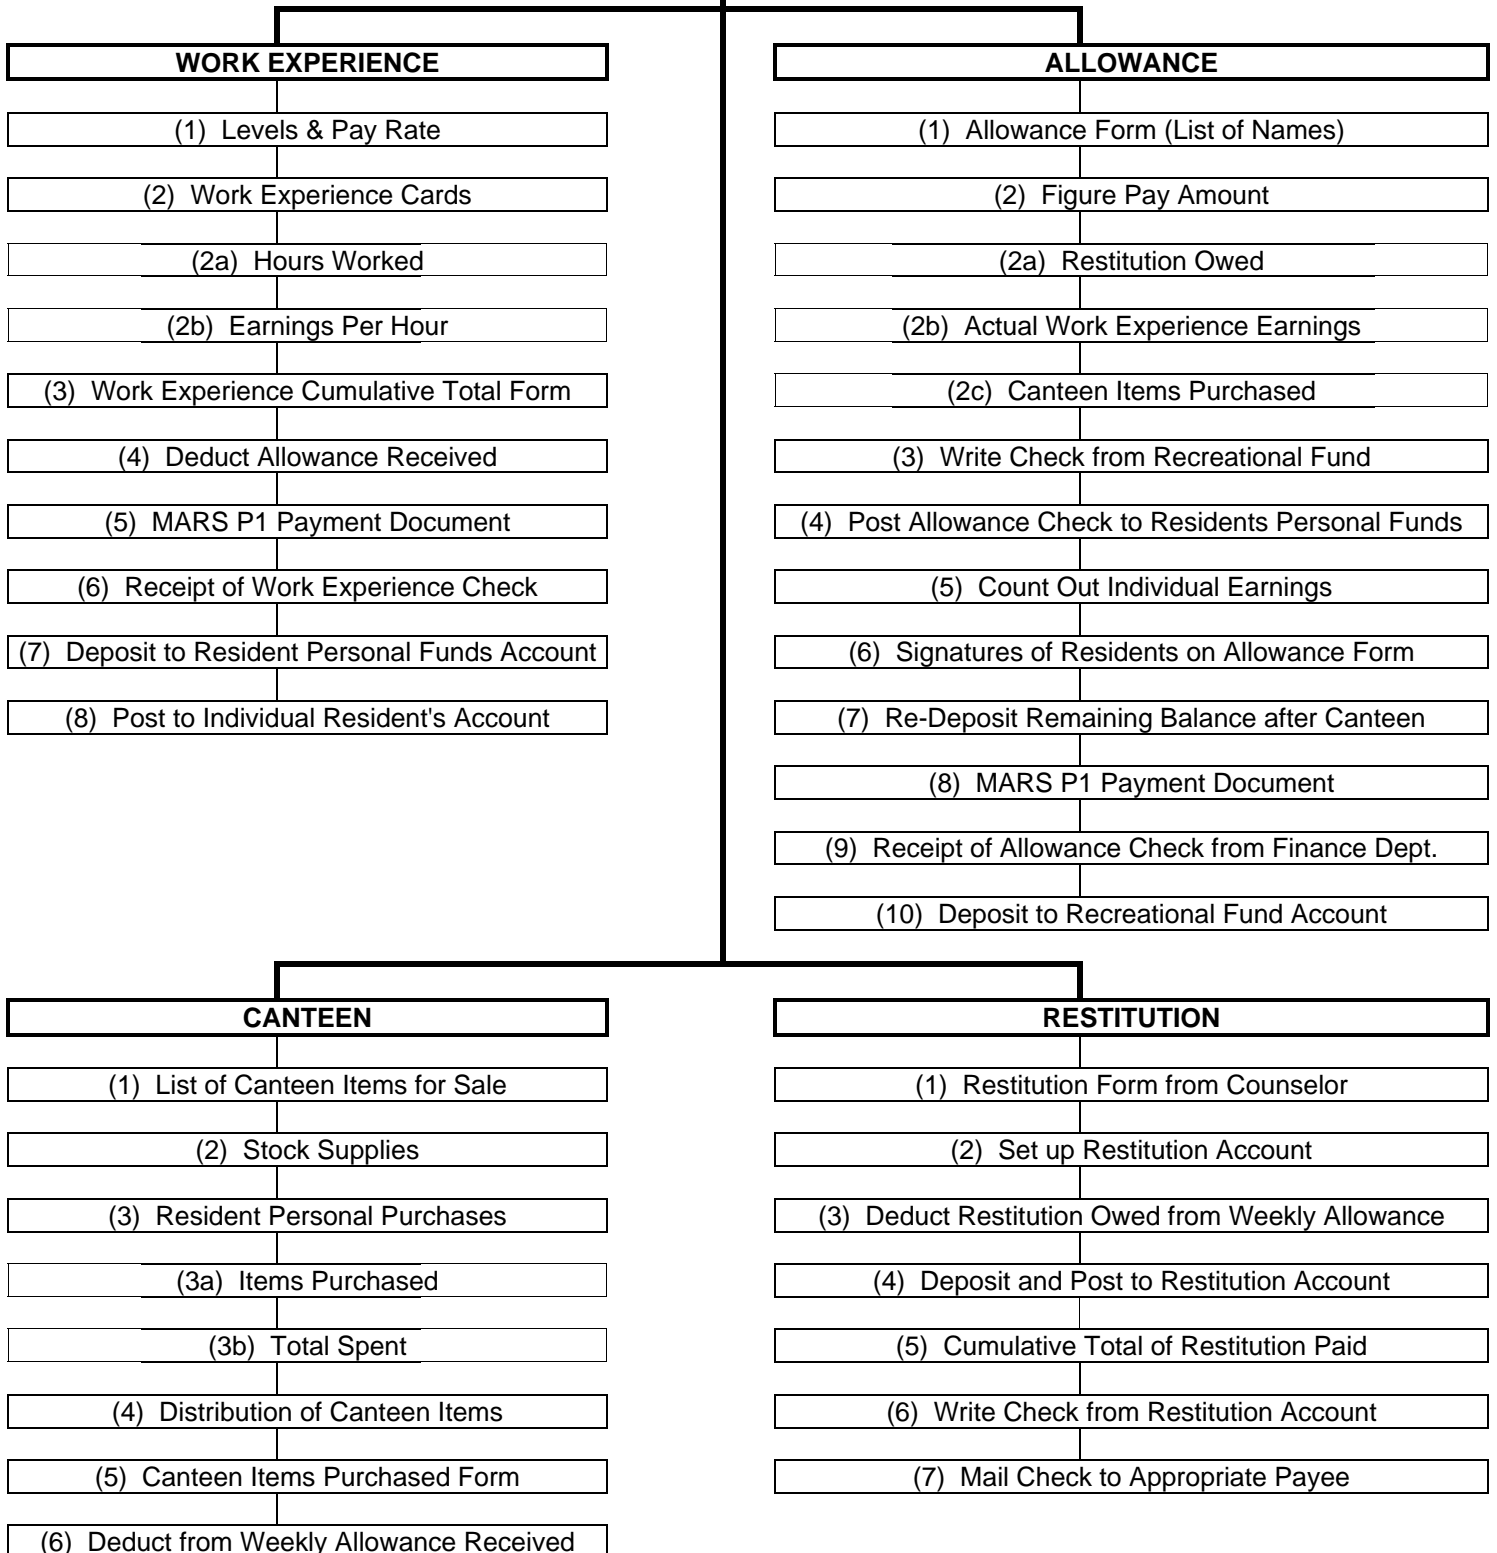 WORK EXPERIENCE
(1) Levels & Pay Rate
(2) Work Experience Cards
(2a) Hours Worked
(2b) Earnings Per Hour
(3) Work Experience Cumulative Total Form
(4) Deduct Allowance Received
(5) MARS P1 Payment Document
(6) Receipt of Work Experience Check
(7) Deposit to Resident Personal Funds Account
(8) Post to Individual Resident's Account
ALLOWANCE
(1) Allowance Form (List of Names)
(2) Figure Pay Amount
(2a) Restitution Owed
(2b) Actual Work Experience Earnings
(2c) Canteen Items Purchased
(3) Write Check from Recreational Fund
(4) Post Allowance Check to Residents Personal Funds
(5) Count Out Individual Earnings
(6) Signatures of Residents on Allowance Form
(7) Re-Deposit Remaining Balance after Canteen
(8) MARS P1 Payment Document
(9) Receipt of Allowance Check from Finance Dept.
(10) Deposit to Recreational Fund Account
CANTEEN
(1) List of Canteen Items for Sale
(2) Stock Supplies
(3) Resident Personal Purchases
(3a) Items Purchased
(3b) Total Spent
(4) Distribution of Canteen Items
(5) Canteen Items Purchased Form
(6) Deduct from Weekly Allowance Received
RESTITUTION
(1) Restitution Form from Counselor
(2) Set up Restitution Account
(3) Deduct Restitution Owed from Weekly Allowance
(4) Deposit and Post to Restitution Account
(5) Cumulative Total of Restitution Paid
(6) Write Check from Restitution Account
(7) Mail Check to Appropriate Payee